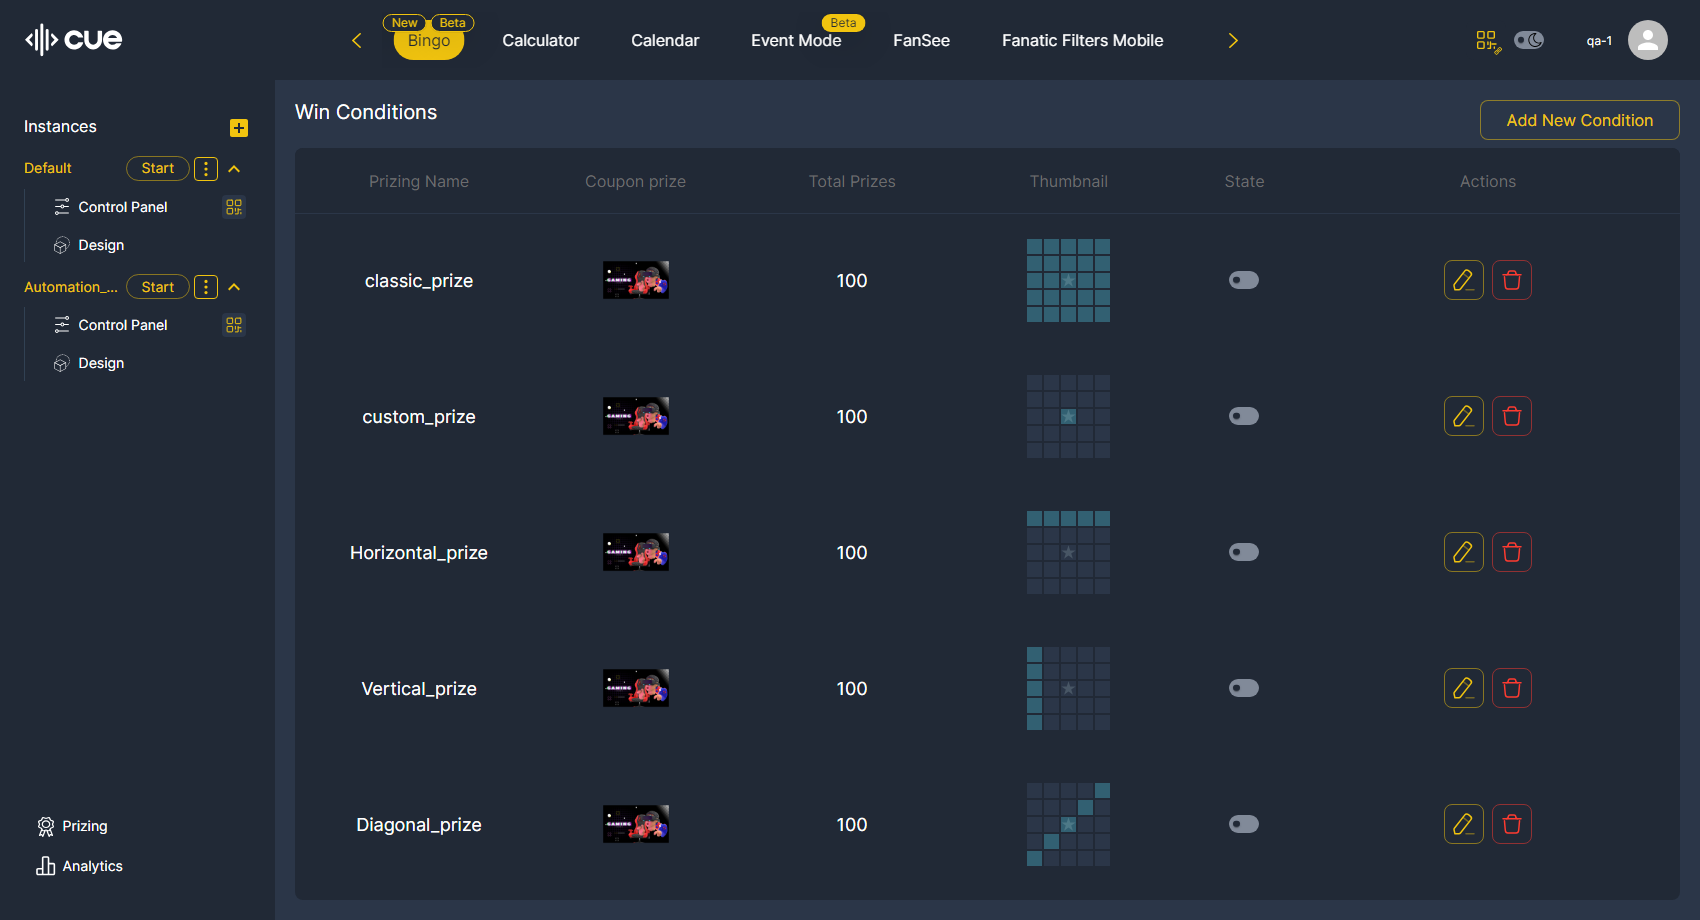 cue
New
Beta
Bingo
Calculator
Calendar
Beta
Event Mode
FanSee
Fanatic Filters Mobile
qa-1
Instances
Default
Start
Control Panel
Design
Automation_...
Start
Control Panel
Design
Prizing
Analytics
Win Conditions
Add New Condition
Prizing Name
Coupon prize
Total Prizes
Thumbnail
State
Actions
classic_prize
GAMING
100
custom_prize
GAMING
100
Horizontal_prize
GAMING
100
Vertical_prize
GAMING
100
Diagonal_prize
GAMING
100